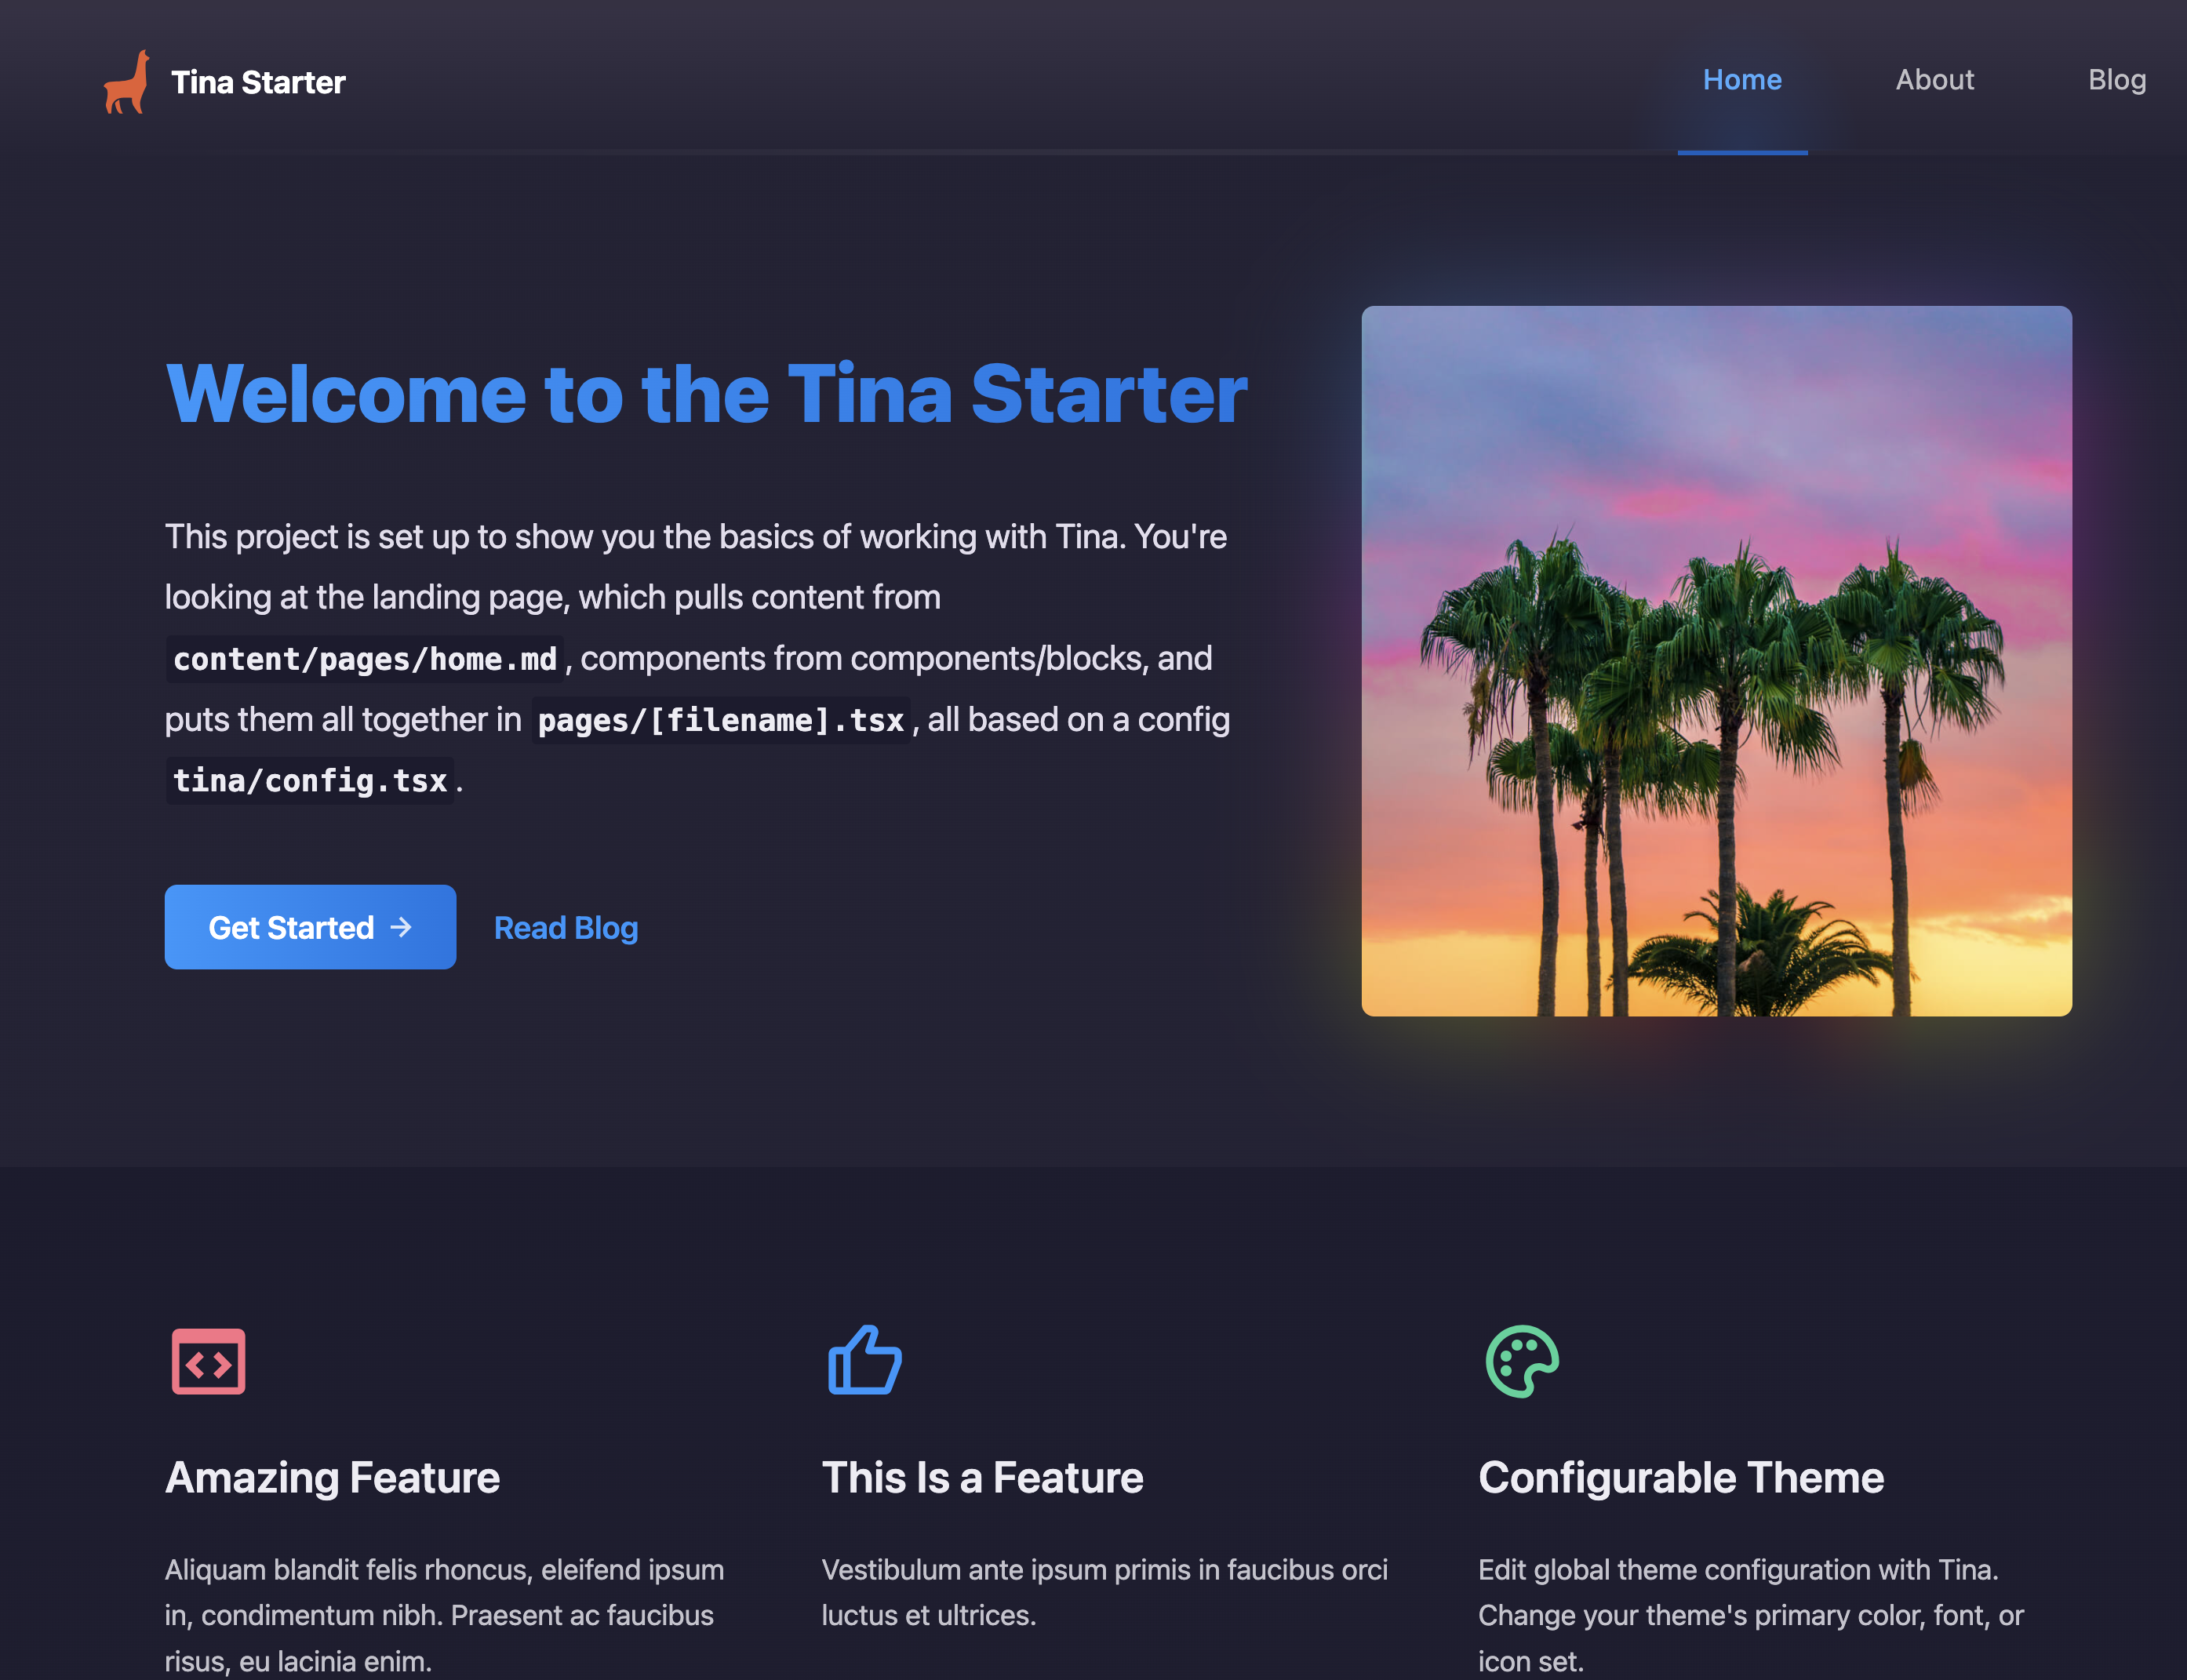 Tina Starter
Home
About
Blog
Welcome to the Tina Starter
This project is set up to show you the basics of working with Tina. You're
looking at the landing page, which pulls content from
content/pages/home.md, components from components/blocks, and
puts them all together in pages/[filename].tsx, all based on a config
tina/config.tsx.
Get Started →
Read Blog
Amazing Feature
Aliquam blandit felis rhoncus, eleifend ipsum
in, condimentum nibh. Praesent ac faucibus
risus, eu lacinia enim.
This Is a Feature
Vestibulum ante ipsum primis in faucibus orci
luctus et ultrices.
Configurable Theme
Edit global theme configuration with Tina.
Change your theme's primary color, font, or
icon set.